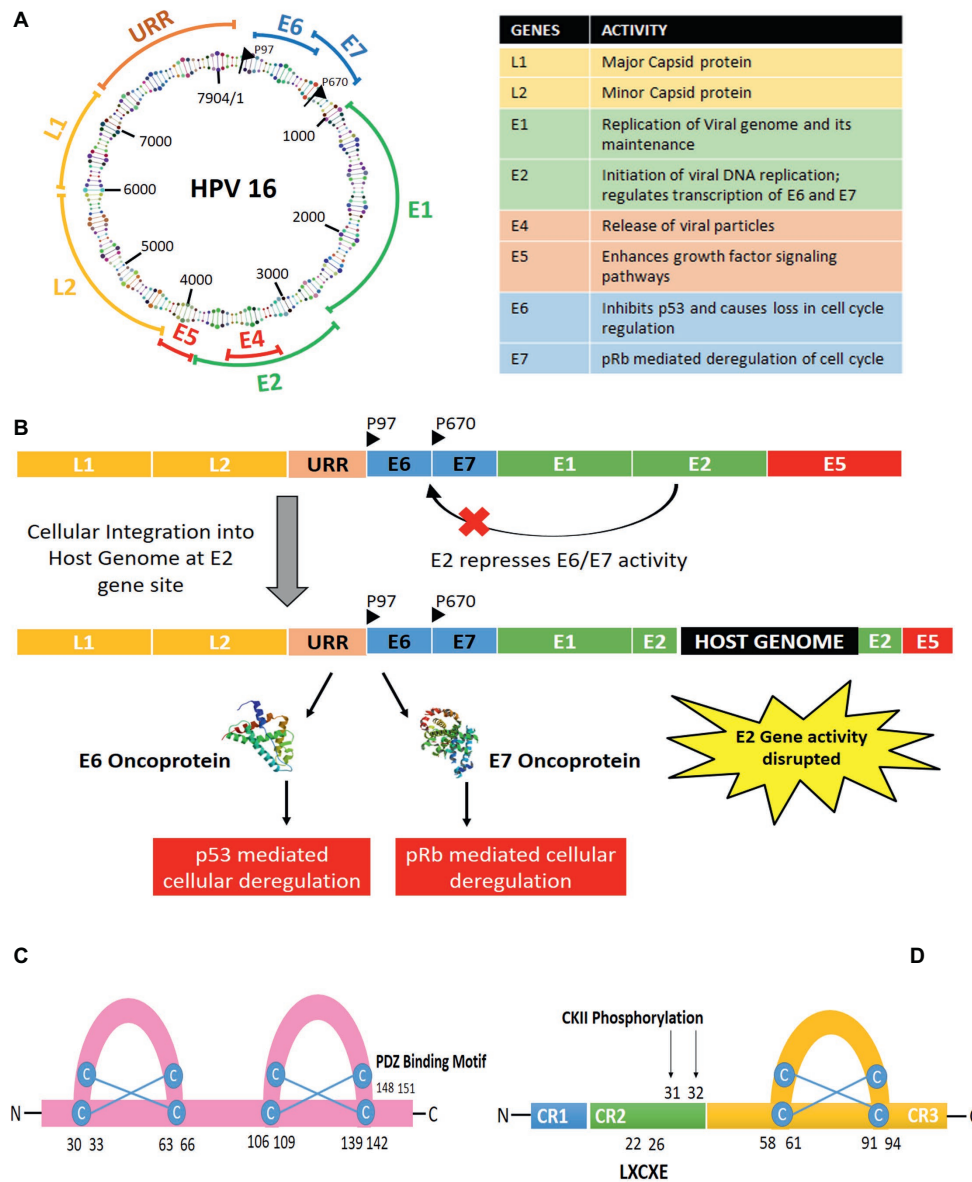 A
URR
E6
E7
P97
P670
7904/1
1000
L1
7000
HPV 16
6000
E1
2000
5000
L2
4000
3000
E5
E4
E2
GENES ACTIVITY
L1 Major Capsid protein
L2 Minor Capsid protein
E1 Replication of Viral genome and its
maintenance
E2 Initiation of viral DNA replication;
regulates transcription of E6 and E7
E4 Release of viral particles
E5 Enhances growth factor signaling
pathways
E6 Inhibits p53 and causes loss in cell cycle
regulation
E7 pRb mediated deregulation of cell cycle
B
P97 P670
L1 L2 URR E6 E7 E1 E2 E5
Cellular Integration into
Host Genome at E2
gene site
E2 represses E6/E7 activity
P97 P670
L1 L2 URR E6 E7 E1 E2 HOST GENOME E2 E5
E6 Oncoprotein
E7 Oncoprotein
E2 Gene activity
disrupted
p53 mediated
cellular deregulation
pRb mediated cellular
deregulation
C
C C C C
PDZ Binding Motif
148 151
N C C C C C
30 33 63 66 106 109 139 142
D
CKII Phosphorylation
31 32
C C
N CR1 CR2 C C CR3 C
22 26 58 61 91 94
LXCXE